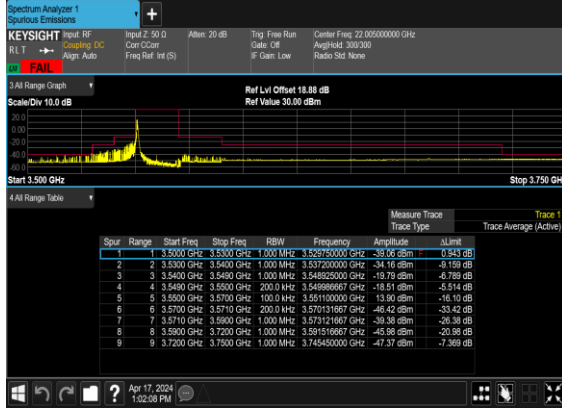 Spectrum Analyzer 1
Spurious Emissions
+
KEYSIGHT Input: RF Input Z: 50 Ω Atten: 20 dB Trig: Free Run Center Freq: 22.005000000 GHz
RLT Coupling: DC Corr CCorr Gate: Off Avg|Hold: 300/300
Align: Auto Freq Ref: Int (S) IF Gain: Low Radio Std: None
FAIL
3 All Range Graph
Ref Lvl Offset 18.88 dB
Scale/Div 10.0 dB Ref Value 30.00 dBm
20.0
0.00
-20.0
-40.0
-60.0
Start 3.500 GHz Stop 3.750 GH
4 All Range Table
Measure Trace Trace 1
Trace Type Trace Average (Active)
Spur Range Start Freq Stop Freq RBW Frequency Amplitude ΔLimit
1 1 3.5000 GHz 3.5300 GHz 1.000 MHz 3.529750000 GHz -39.06 dBm F 0.943 dB
2 2 3.5300 GHz 3.5400 GHz 1.000 MHz 3.537200000 GHz -34.16 dBm -9.159 dB
3 3 3.5400 GHz 3.5490 GHz 1.000 MHz 3.548925000 GHz -19.79 dBm -6.789 dB
4 4 3.5490 GHz 3.5500 GHz 200.0 kHz 3.549986667 GHz -18.51 dBm -5.514 dB
5 5 3.5500 GHz 3.5700 GHz 100.0 kHz 3.551100000 GHz 13.90 dBm -16.10 dB
6 6 3.5700 GHz 3.5710 GHz 200.0 kHz 3.570131667 GHz -46.42 dBm -33.42 dB
7 7 3.5710 GHz 3.5900 GHz 1.000 MHz 3.573121667 GHz -39.38 dBm -26.38 dB
8 8 3.5900 GHz 3.7200 GHz 1.000 MHz 3.591516667 GHz -45.98 dBm -20.98 dB
9 9 3.7200 GHz 3.7500 GHz 1.000 MHz 3.745450000 GHz -47.37 dBm -7.369 dB
? Apr 17, 2024
1:02:08 PM